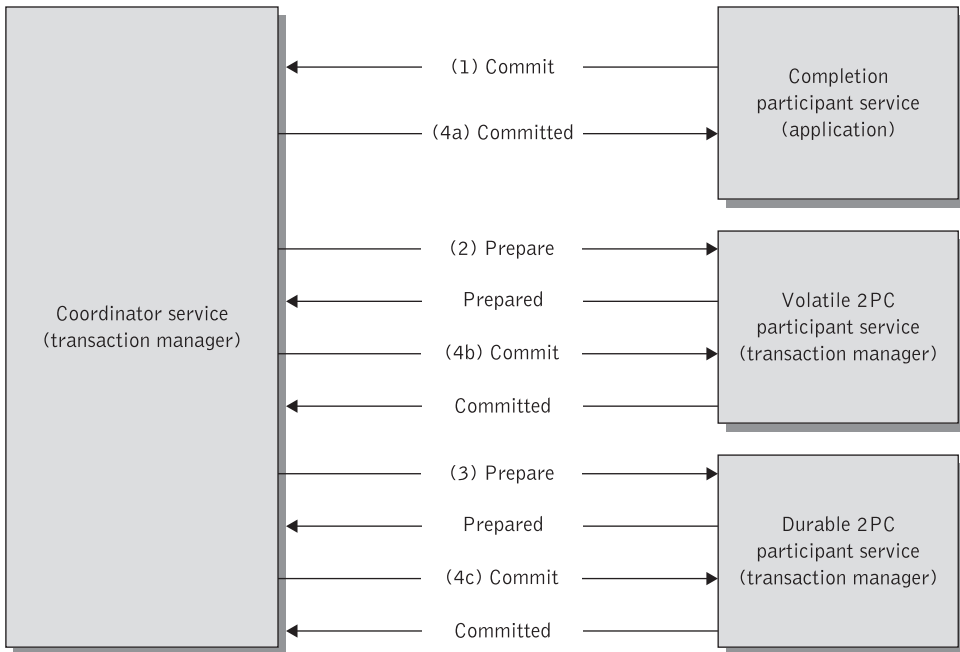 Coordinator service
(transaction manager)
(1) Commit
(4a) Committed
Completion
participant service
(application)
(2) Prepare
Prepared
(4b) Commit
Committed
Volatile 2PC
participant service
(transaction manager)
(3) Prepare
Prepared
(4c) Commit
Committed
Durable 2PC
participant service
(transaction manager)